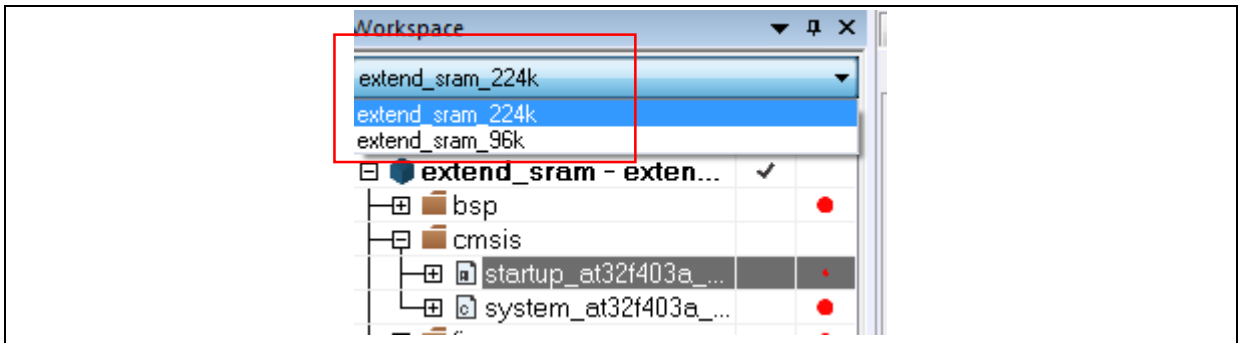 Workspace
extend_sram_224k
extend_sram_224k
extend_sram_96k
extend_sram - exten...
bsp
cmsis
startup_at32f403a_...
system_at32f403a_...